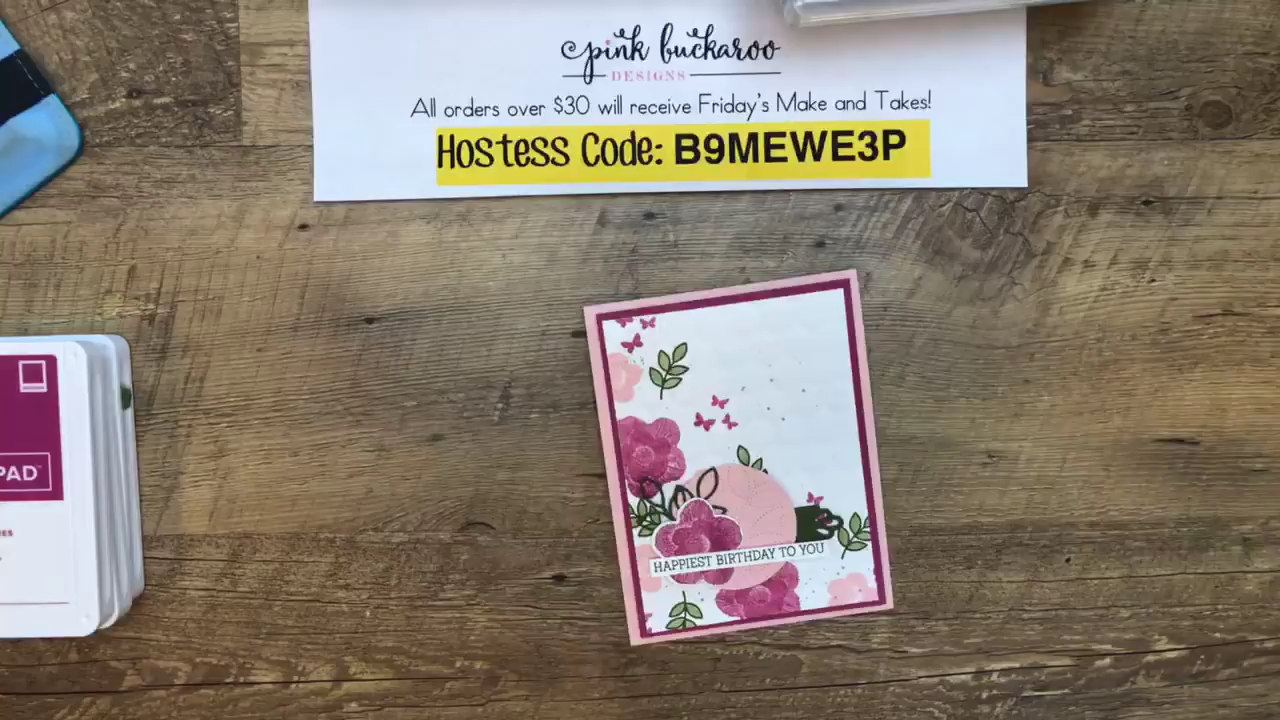 pink buckaroo
DESIGNS
All orders over $30 will receive Friday's Make and Takes!
Hostess Code: B9MEWE3P
PAD™
HAPPIEST BIRTHDAY TO YOU